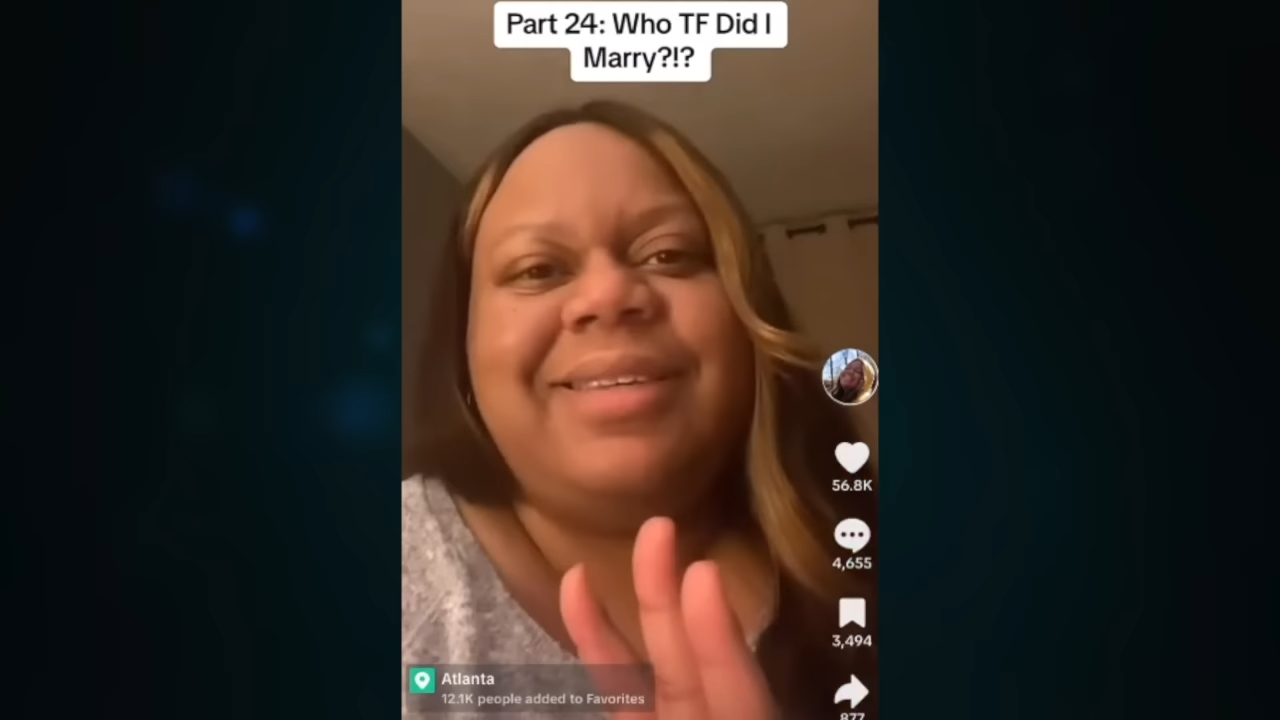 Part 24: Who TF Did I
Marry?!?
56.8K
4,655
3,494
Atlanta
12.1K people added to Favorites
877